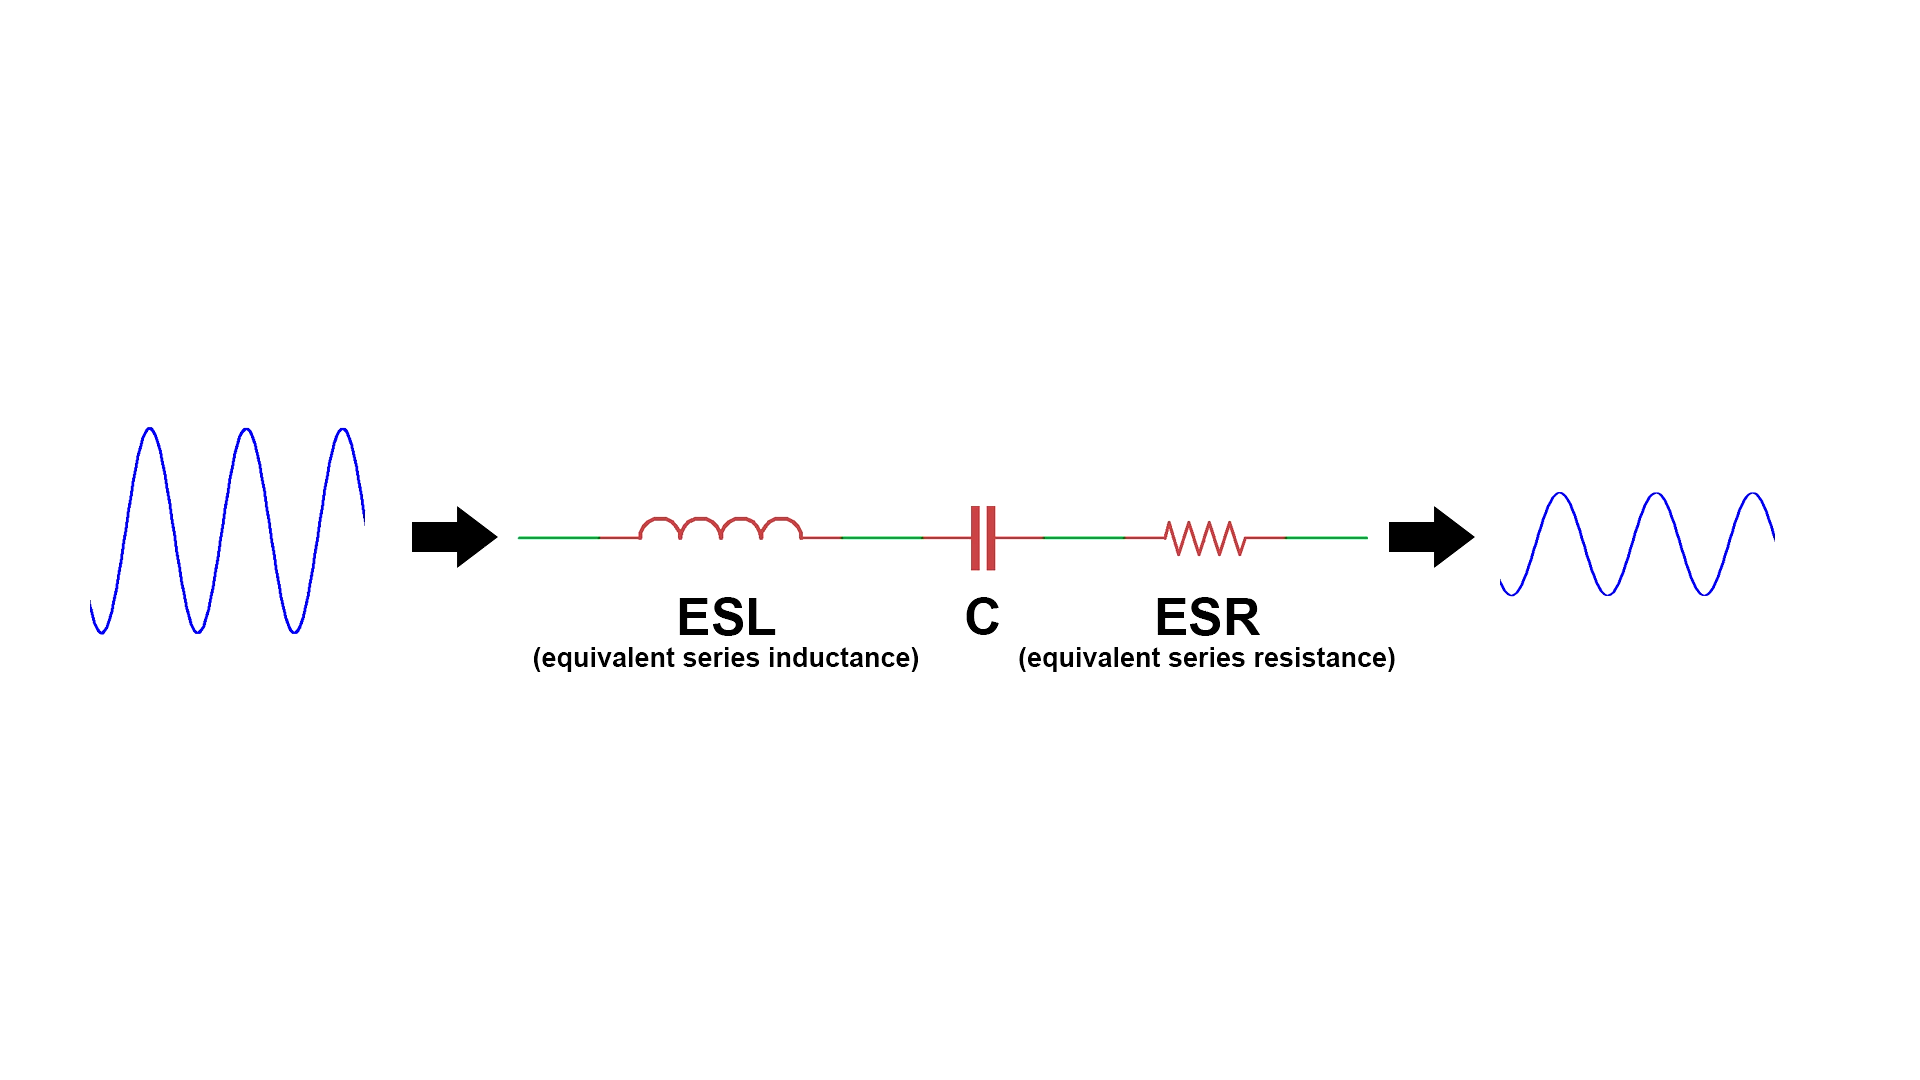 ESL
(equivalent series inductance)
C
ESR
(equivalent series resistance)